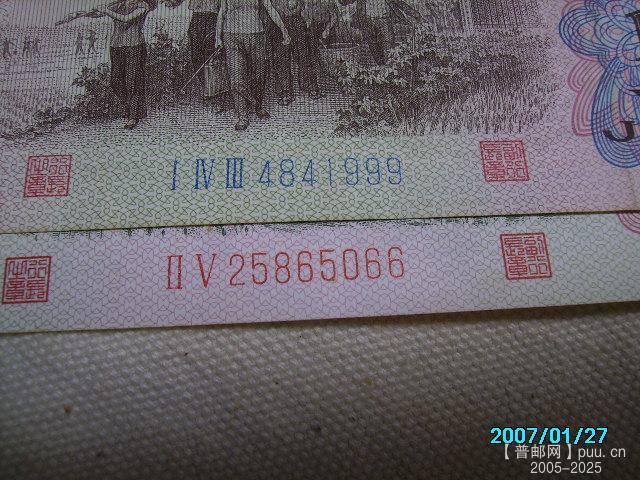 I IV III 4841999
II V 25865066
2007/01/27
【普邮网】puu.cn
2005-2025